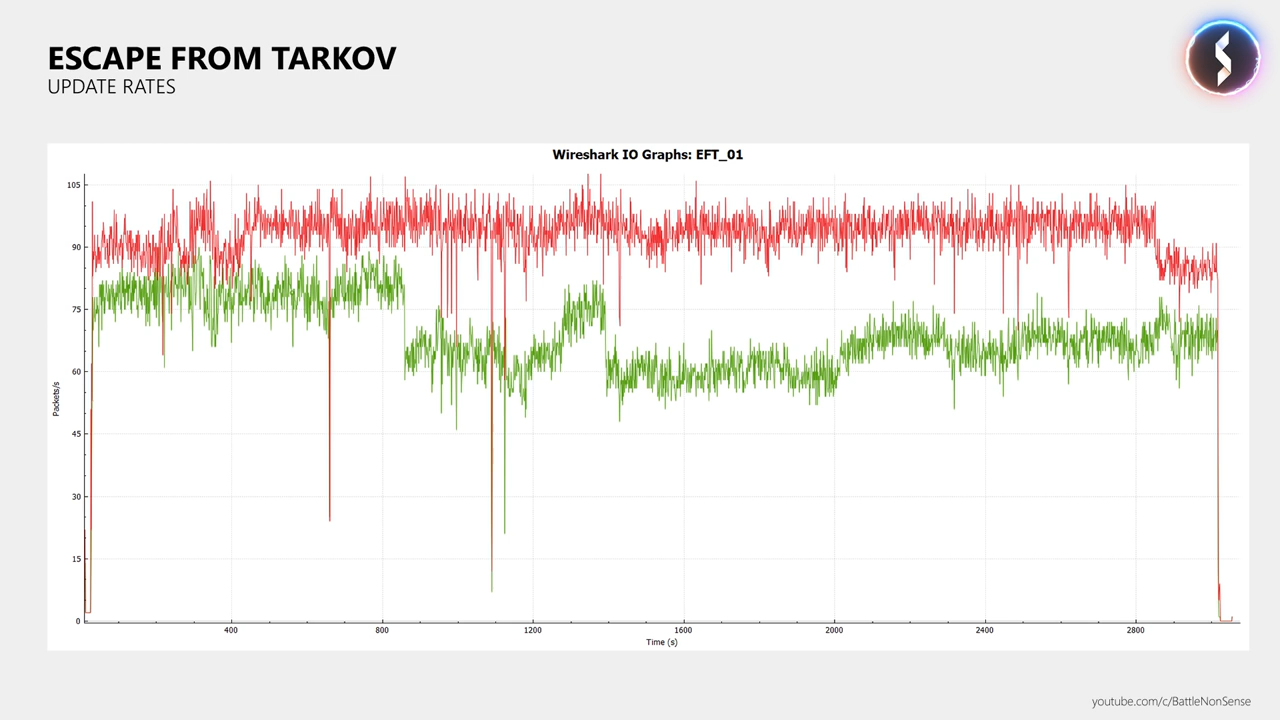 ESCAPE FROM TARKOV
UPDATE RATES
Wireshark IO Graphs: EFT_01
105
90
75
60
45
30
15
0
Packets/s
400
800
1200
1600
2000
2400
2800
Time (s)
youtube.com/c/BattleNonSense